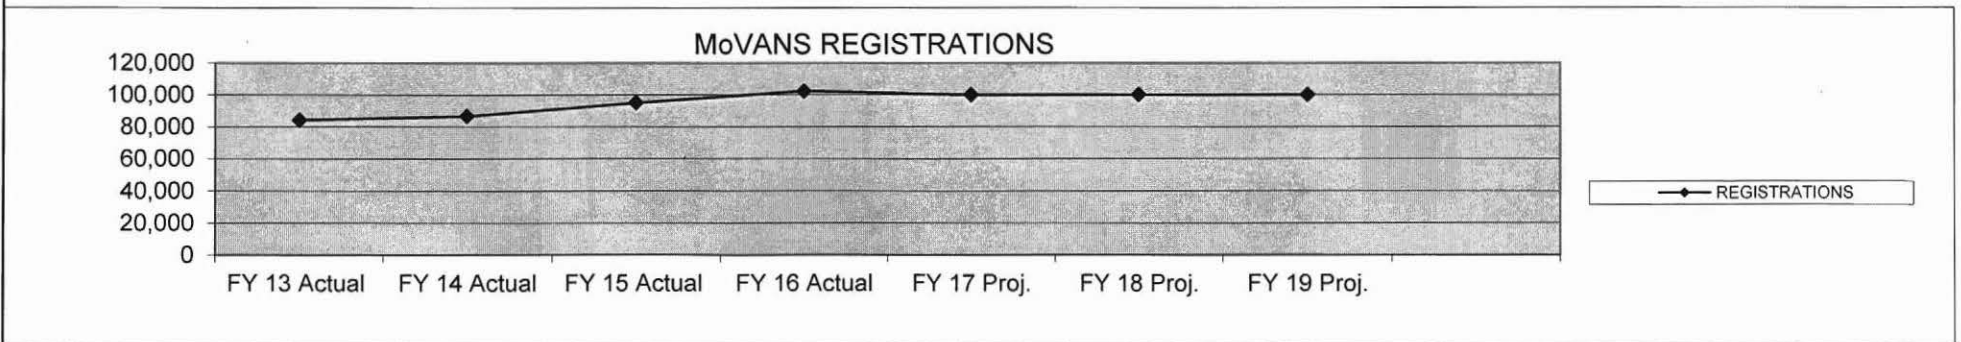 MoVANS REGISTRATIONS
120,000
100,000
80,000
60,000
40,000
20,000
0
FY 13 Actual FY 14 Actual FY 15 Actual FY 16 Actual FY 17 Proj. FY 18 Proj. FY 19 Proj.
REGISTRATIONS